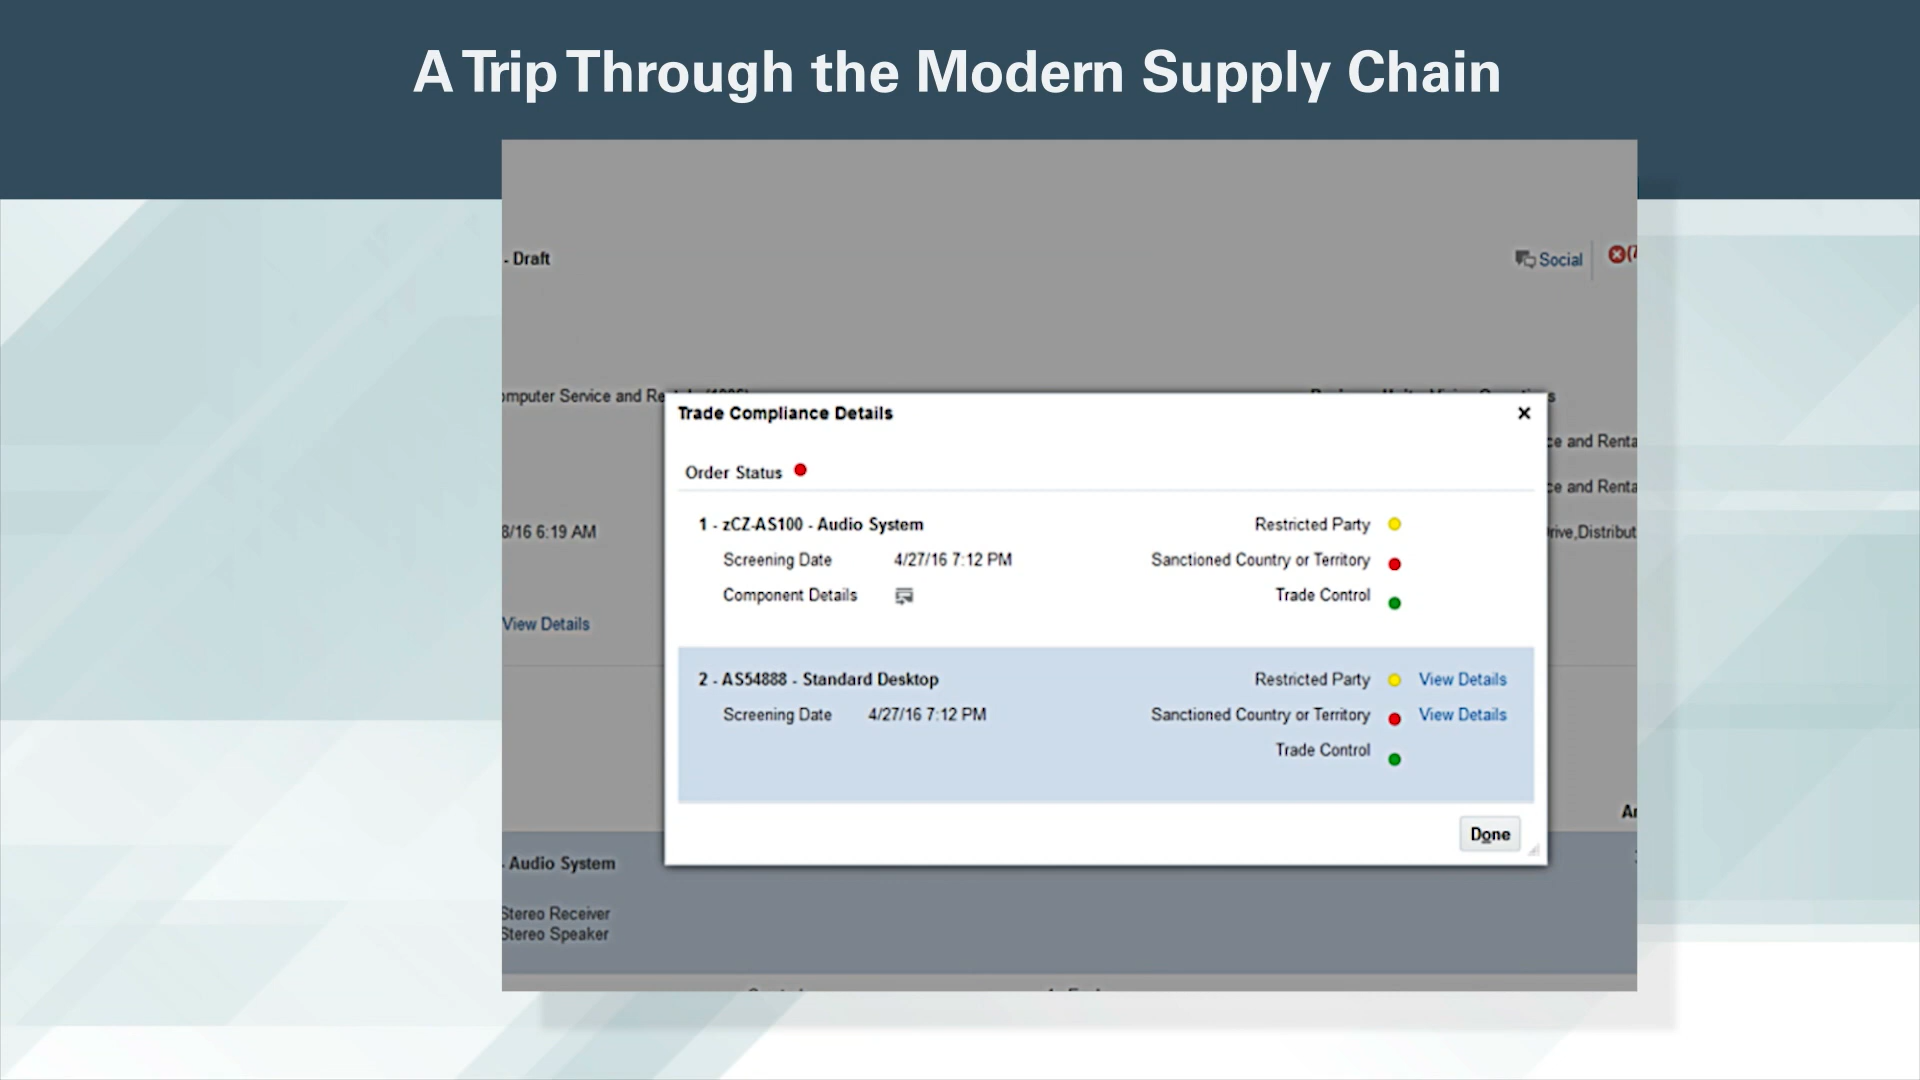 A Trip Through the Modern Supply Chain
- Draft
Social
omputer Service and
Trade Compliance Details
ce and Renta
Order Status
ce and Renta
1 - zCZ-AS100 - Audio System
Restricted Party
8/16 6:19 AM
rive,Distribut
Screening Date 4/27/16 7:12 PM
Sanctioned Country or Territory
Component Details
Trade Control
View Details
2 - AS54888 - Standard Desktop
Restricted Party View Details
Screening Date 4/27/16 7:12 PM
Sanctioned Country or Territory View Details
Trade Control
Done
- Audio System
Stereo Receiver
Stereo Speaker